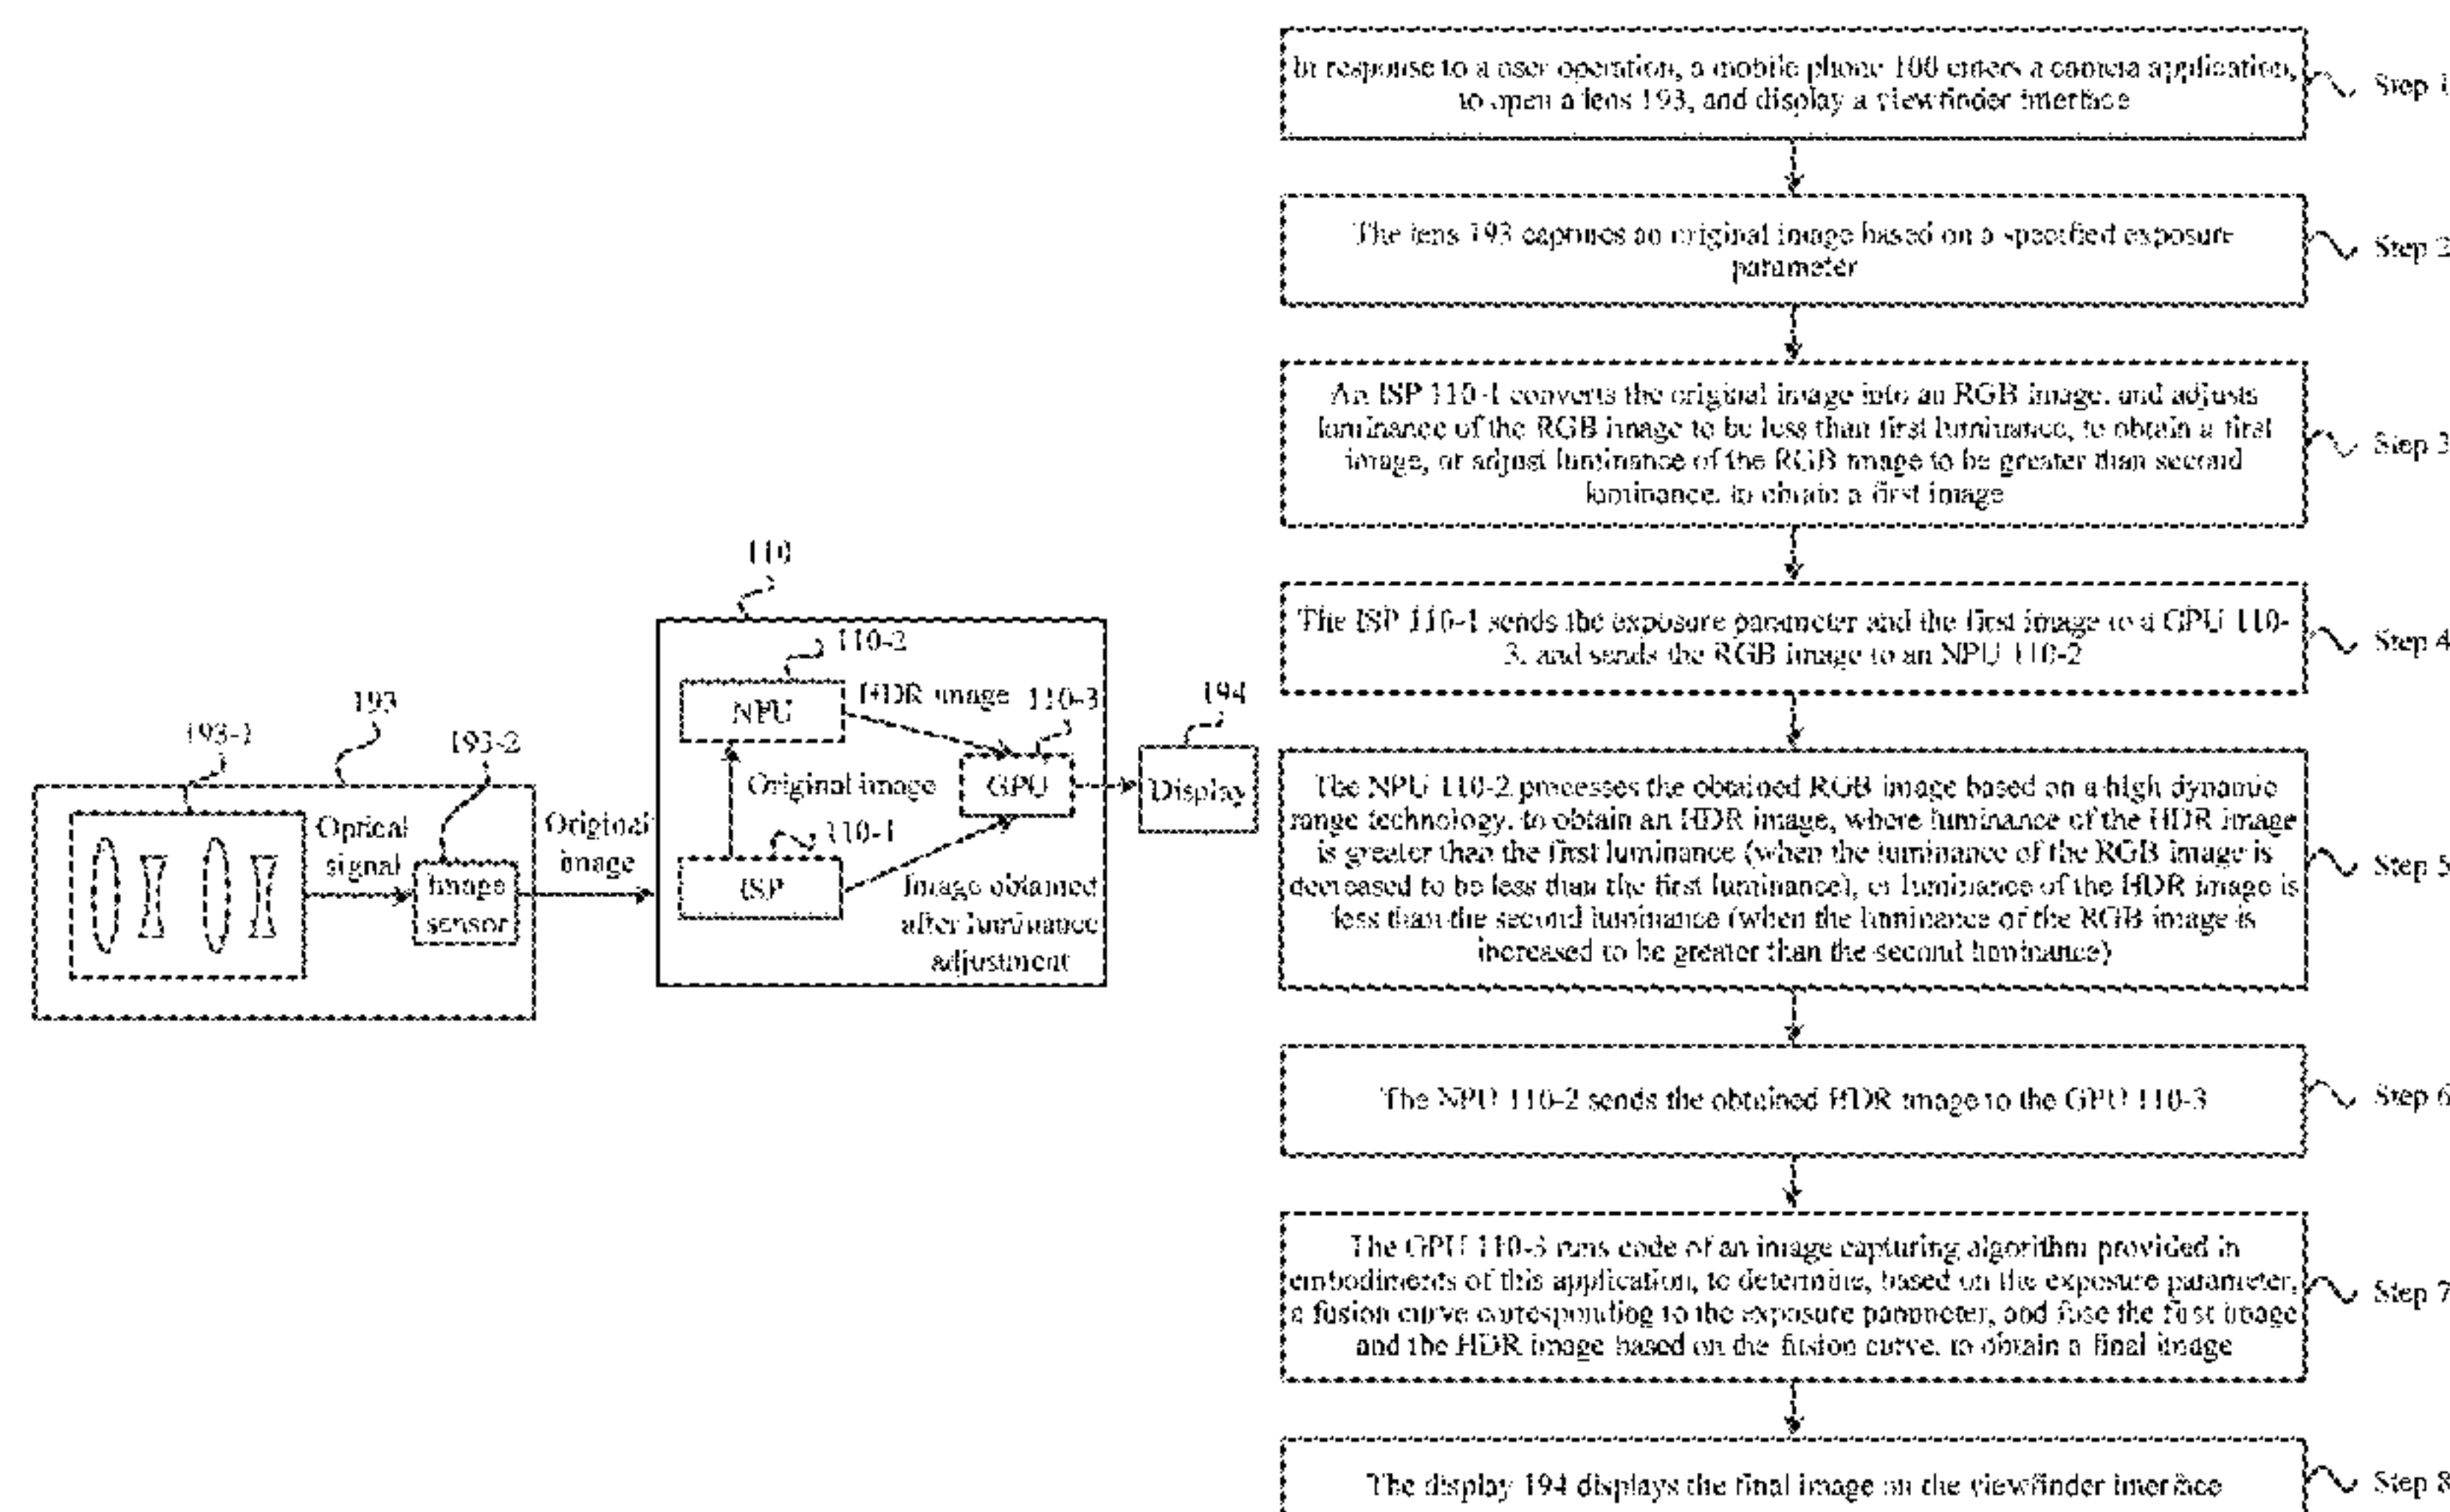 193-1
193
193-2
Optical
signal
Image
sensor
Original
image
110
110-2
NPU
HDR image
110-3
Original image
GPU
110-1
ISP
Image obtained
after luminance
adjustment
194
Display
In response to a user operation, a mobile phone 100 enters a camera application,
to open a lens 193, and display a viewfinder interface
Step 1
The lens 193 captures an original image based on a specified exposure
parameter
Step 2
An ISP 110-1 converts the original image into an RGB image, and adjusts
luminance of the RGB image to be less than first luminance, to obtain a first
image, or adjust luminance of the RGB image to be greater than second
luminance, to obtain a first image
Step 3
The ISP 110-1 sends the exposure parameter and the first image to a GPU 110-
3, and sends the RGB image to an NPU 110-2
Step 4
The NPU 110-2 processes the obtained RGB image based on a high dynamic
range technology, to obtain an HDR image, where luminance of the HDR image
is greater than the first luminance (when the luminance of the RGB image is
decreased to be less than the first luminance), or luminance of the HDR image is
less than the second luminance (when the luminance of the RGB image is
increased to be greater than the second luminance)
Step 5
The NPU 110-2 sends the obtained HDR image to the GPU 110-3
Step 6
The GPU 110-3 runs code of an image capturing algorithm provided in
embodiments of this application, to determine, based on the exposure parameter,
a fusion curve corresponding to the exposure parameter, and fuse the first image
and the HDR image based on the fusion curve, to obtain a final image
Step 7
The display 194 displays the final image on the viewfinder interface
Step 8